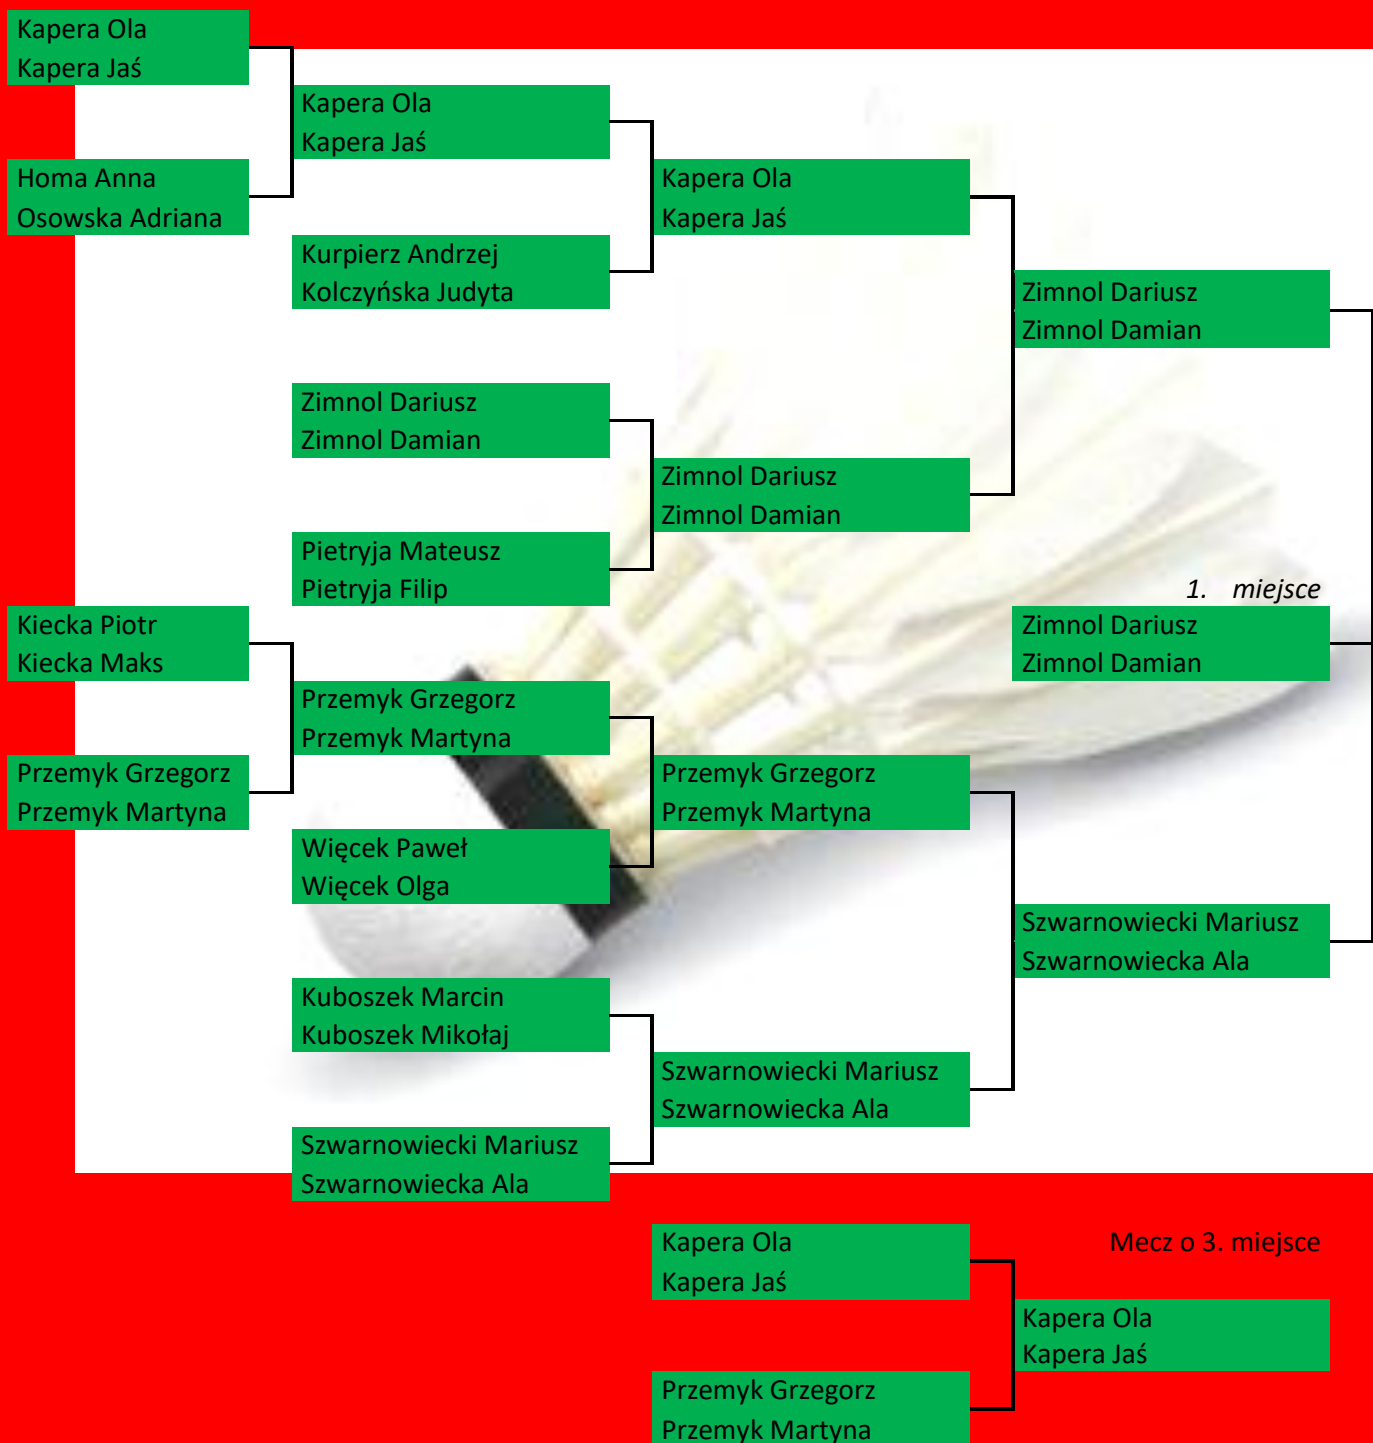 Kapera Ola
Kapera Jaś
Kapera Ola
Kapera Jaś
Homa Anna
Osowska Adriana
Kapera Ola
Kapera Jaś
Kurpierz Andrzej
Kolczyńska Judyta
Zimnol Dariusz
Zimnol Damian
Zimnol Dariusz
Zimnol Damian
Zimnol Dariusz
Zimnol Damian
Pietryja Mateusz
Pietryja Filip
1. miejsce
Kiecka Piotr
Kiecka Maks
Zimnol Dariusz
Zimnol Damian
Przemyk Grzegorz
Przemyk Martyna
Przemyk Grzegorz
Przemyk Martyna
Przemyk Grzegorz
Przemyk Martyna
Więcek Paweł
Więcek Olga
Szwarnowiecki Mariusz
Szwarnowiecka Ala
Kuboszek Marcin
Kuboszek Mikołaj
Szwarnowiecki Mariusz
Szwarnowiecka Ala
Szwarnowiecki Mariusz
Szwarnowiecka Ala
Kapera Ola
Kapera Jaś
Mecz o 3. miejsce
Kapera Ola
Kapera Jaś
Przemyk Grzegorz
Przemyk Martyna